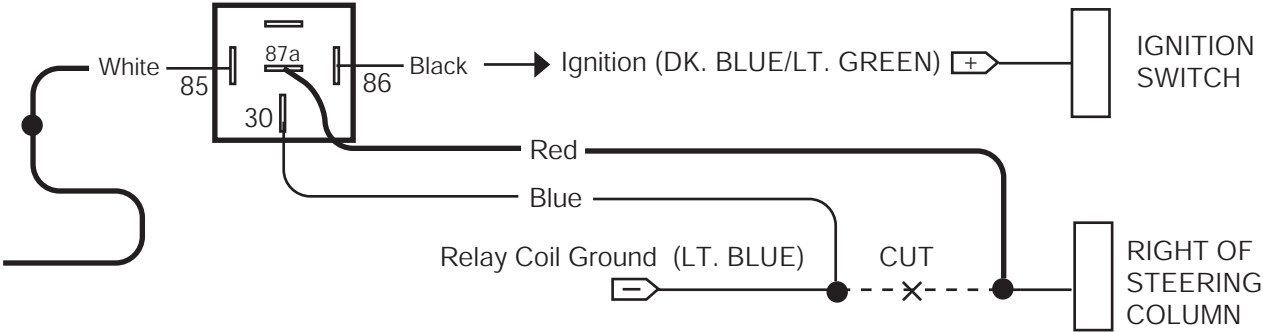 87a
White
85
86
Black
Ignition (DK. BLUE/LT. GREEN)
+
IGNITION
SWITCH
30
Red
Blue
Relay Coil Ground (LT. BLUE)
−
CUT
RIGHT OF
STEERING
COLUMN